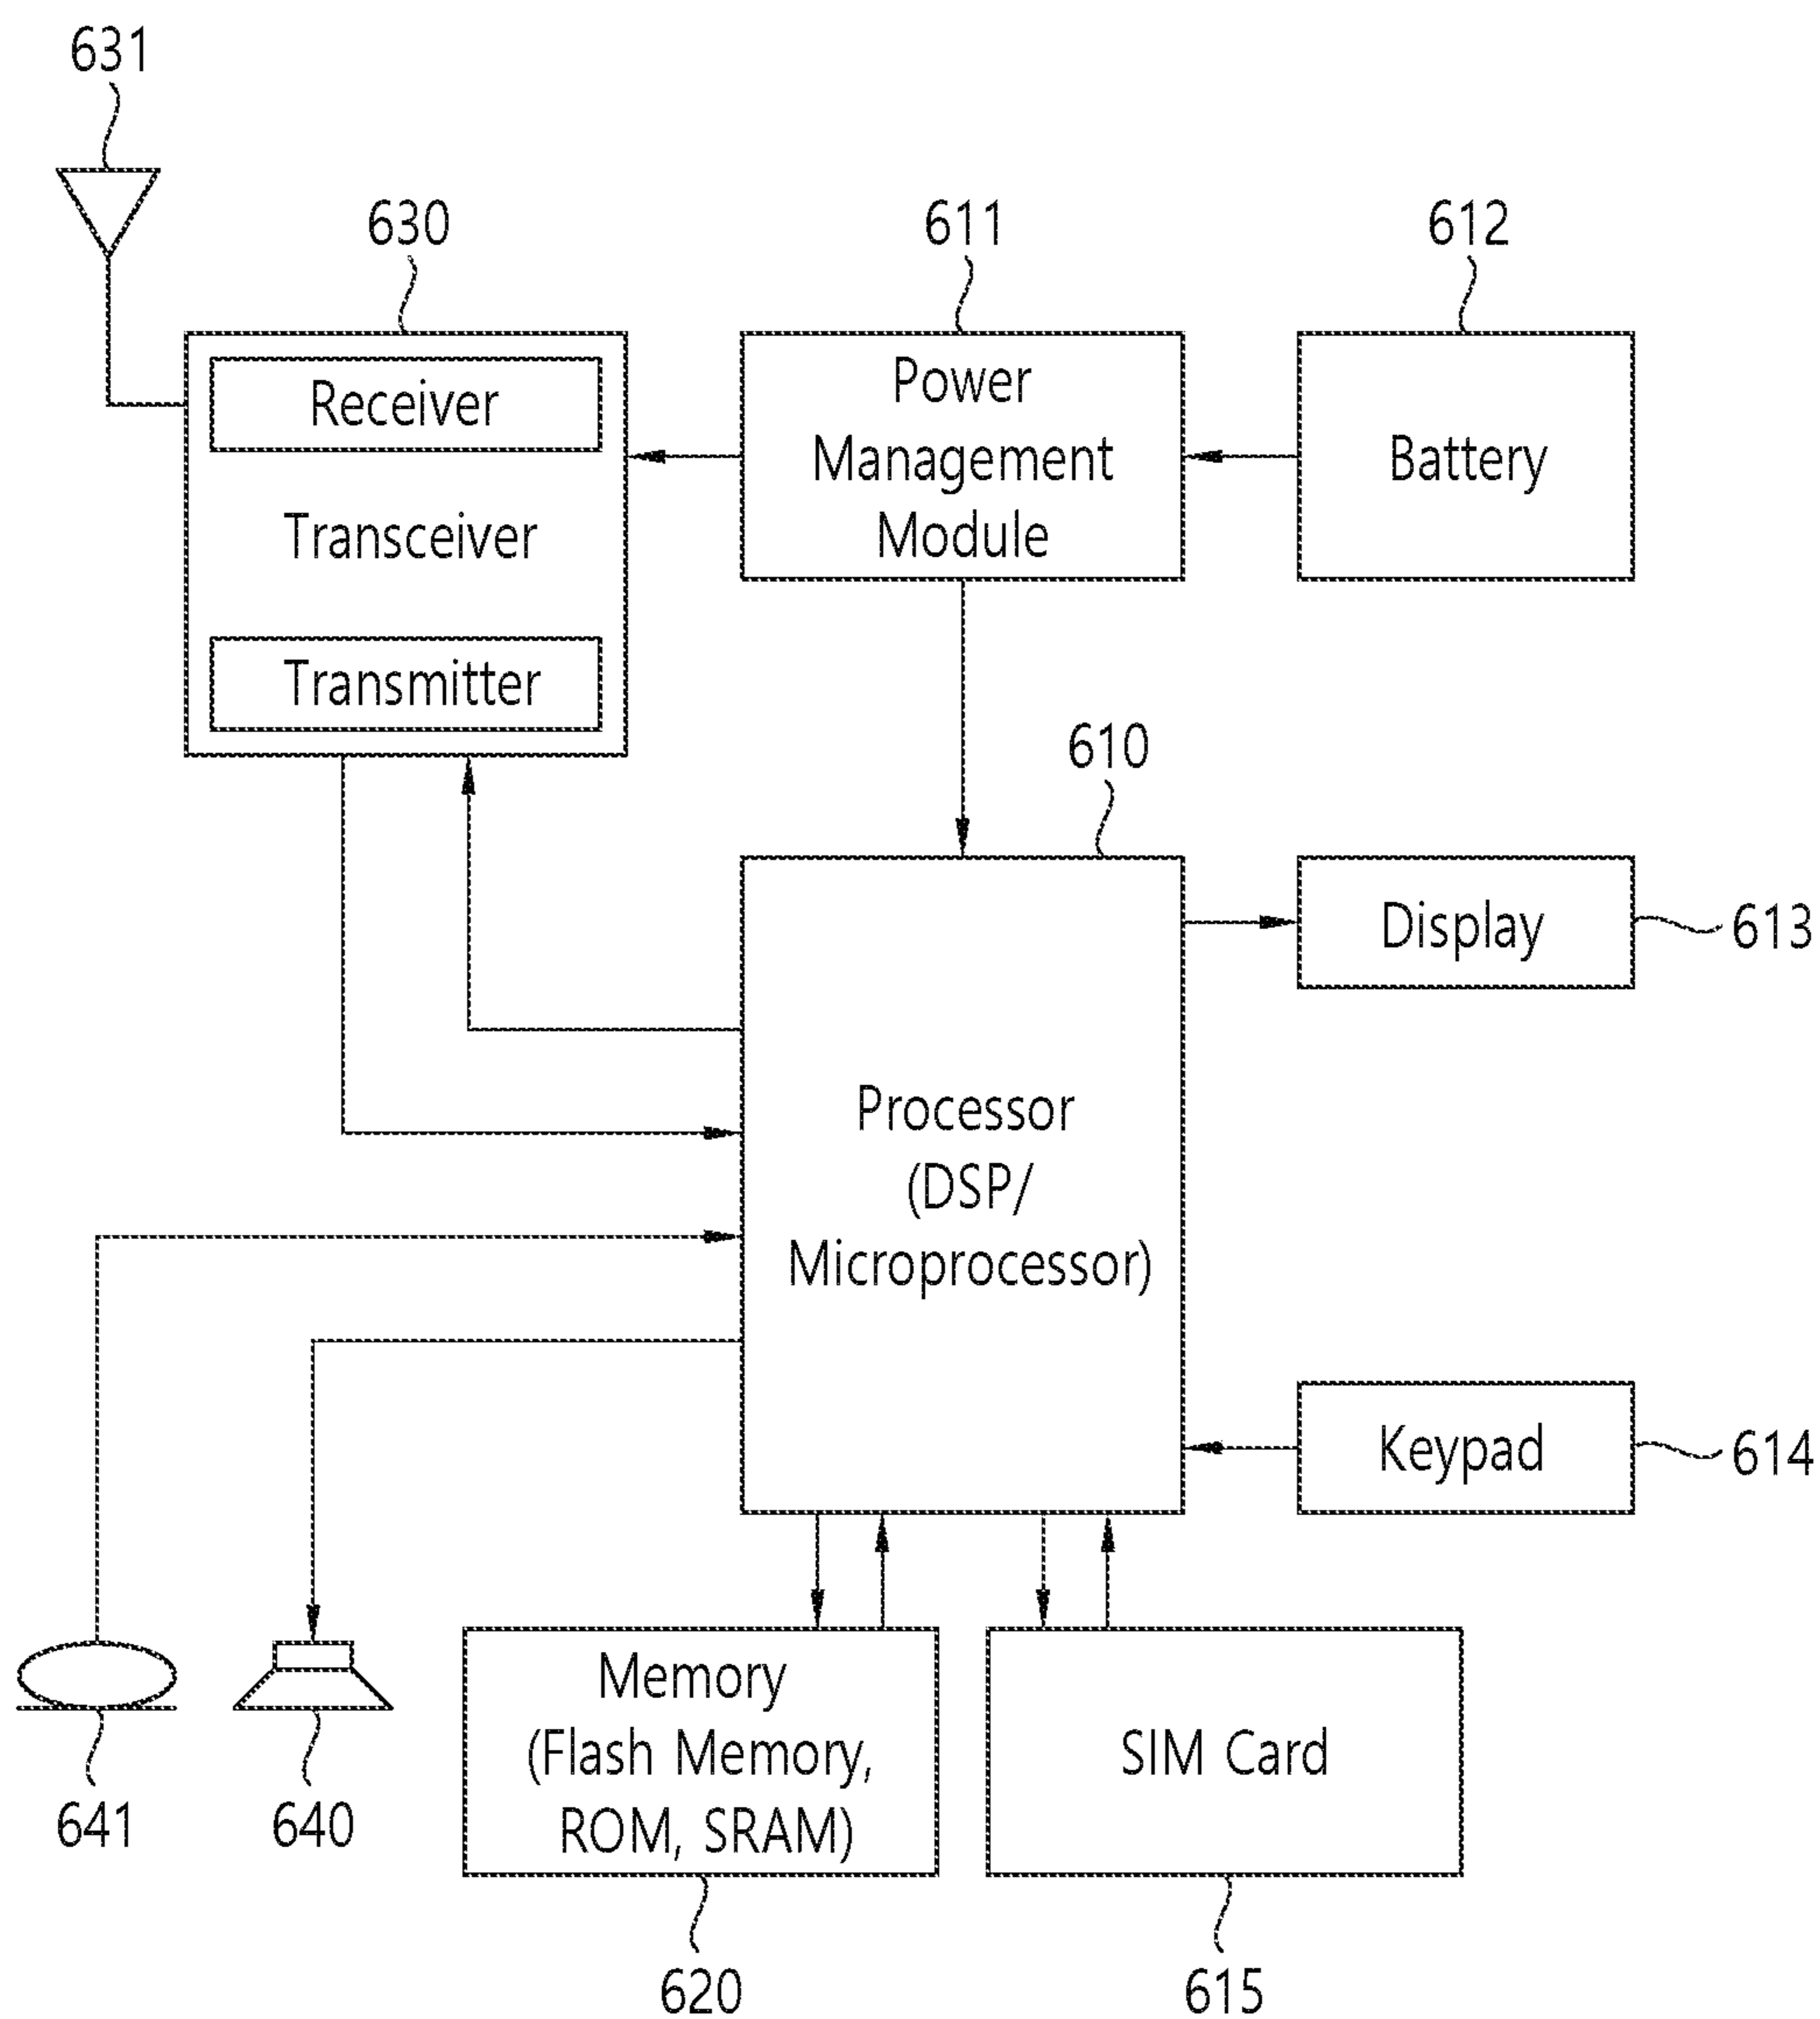 631
630
611
612
Receiver
Transceiver
Transmitter
Power
Management
Module
Battery
610
Display
613
Processor
(DSP/
Microprocessor)
Keypad
614
Memory
(Flash Memory,
ROM, SRAM)
SIM Card
641
640
620
615